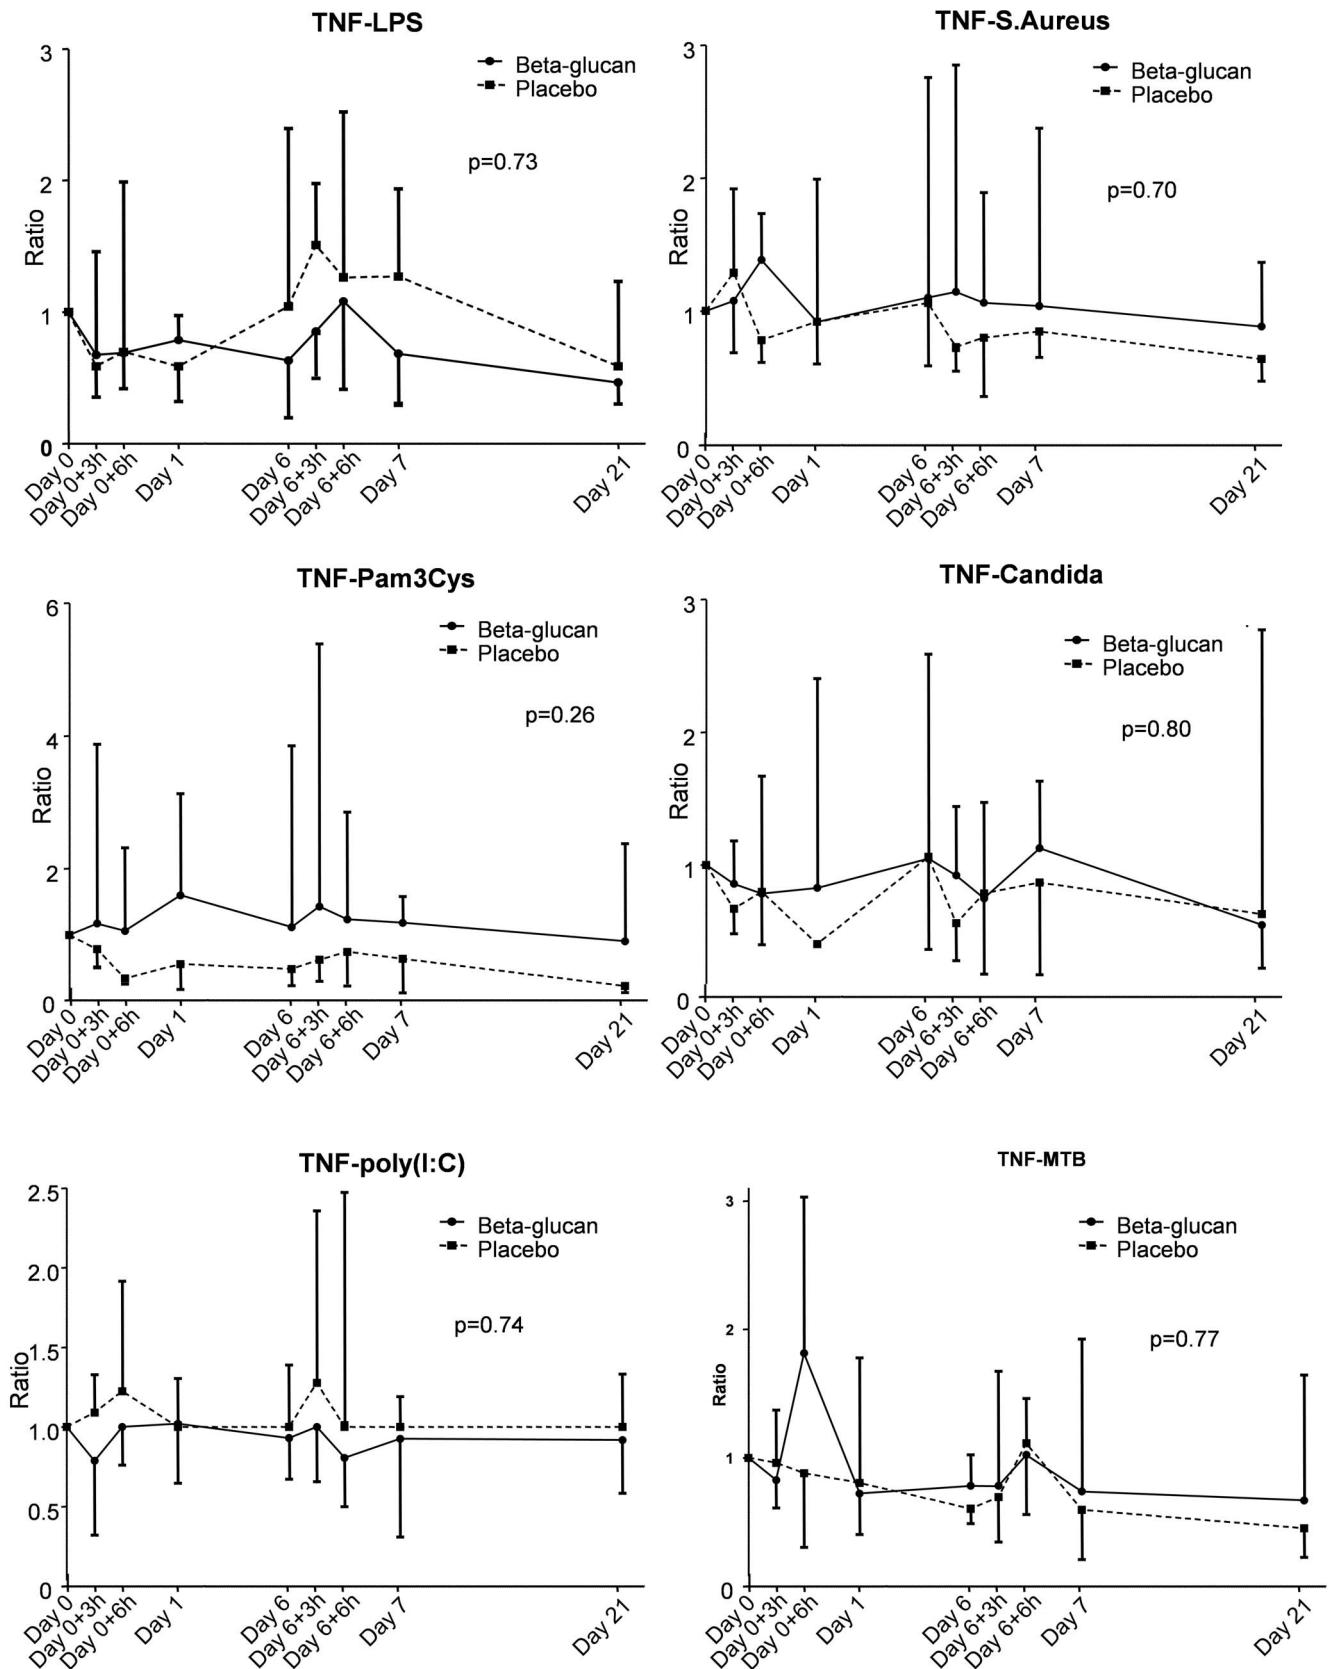 TNF-LPS
3
Beta-glucan
Placebo
p=0.73
2
Ratio
1
0
Day 0
Day 0+3h
Day 0+6h
Day 1
Day 6
Day 6+3h
Day 6+6h
Day 7
Day 21
TNF-S.Aureus
3
Beta-glucan
Placebo
2
p=0.70
Ratio
1
0
Day 0
Day 0+3h
Day 0+6h
Day 1
Day 6
Day 6+3h
Day 6+6h
Day 7
Day 21
TNF-Pam3Cys
6
Beta-glucan
Placebo
p=0.26
4
Ratio
2
0
Day 0
Day 0+3h
Day 0+6h
Day 1
Day 6
Day 6+3h
Day 6+6h
Day 7
Day 21
TNF-Candida
3
Beta-glucan
Placebo
p=0.80
2
Ratio
1
0
Day 0
Day 0+3h
Day 0+6h
Day 1
Day 6
Day 6+3h
Day 6+6h
Day 7
Day 21
TNF-poly(I:C)
2.5
Beta-glucan
Placebo
2.0
p=0.74
1.5
Ratio
1.0
0.5
0
Day 0
Day 0+3h
Day 0+6h
Day 1
Day 6
Day 6+3h
Day 6+6h
Day 7
Day 21
TNF-MTB
3
Beta-glucan
Placebo
2
p=0.77
Ratio
1
0
Day 0
Day 0+3h
Day 0+6h
Day 1
Day 6
Day 6+3h
Day 6+6h
Day 7
Day 21